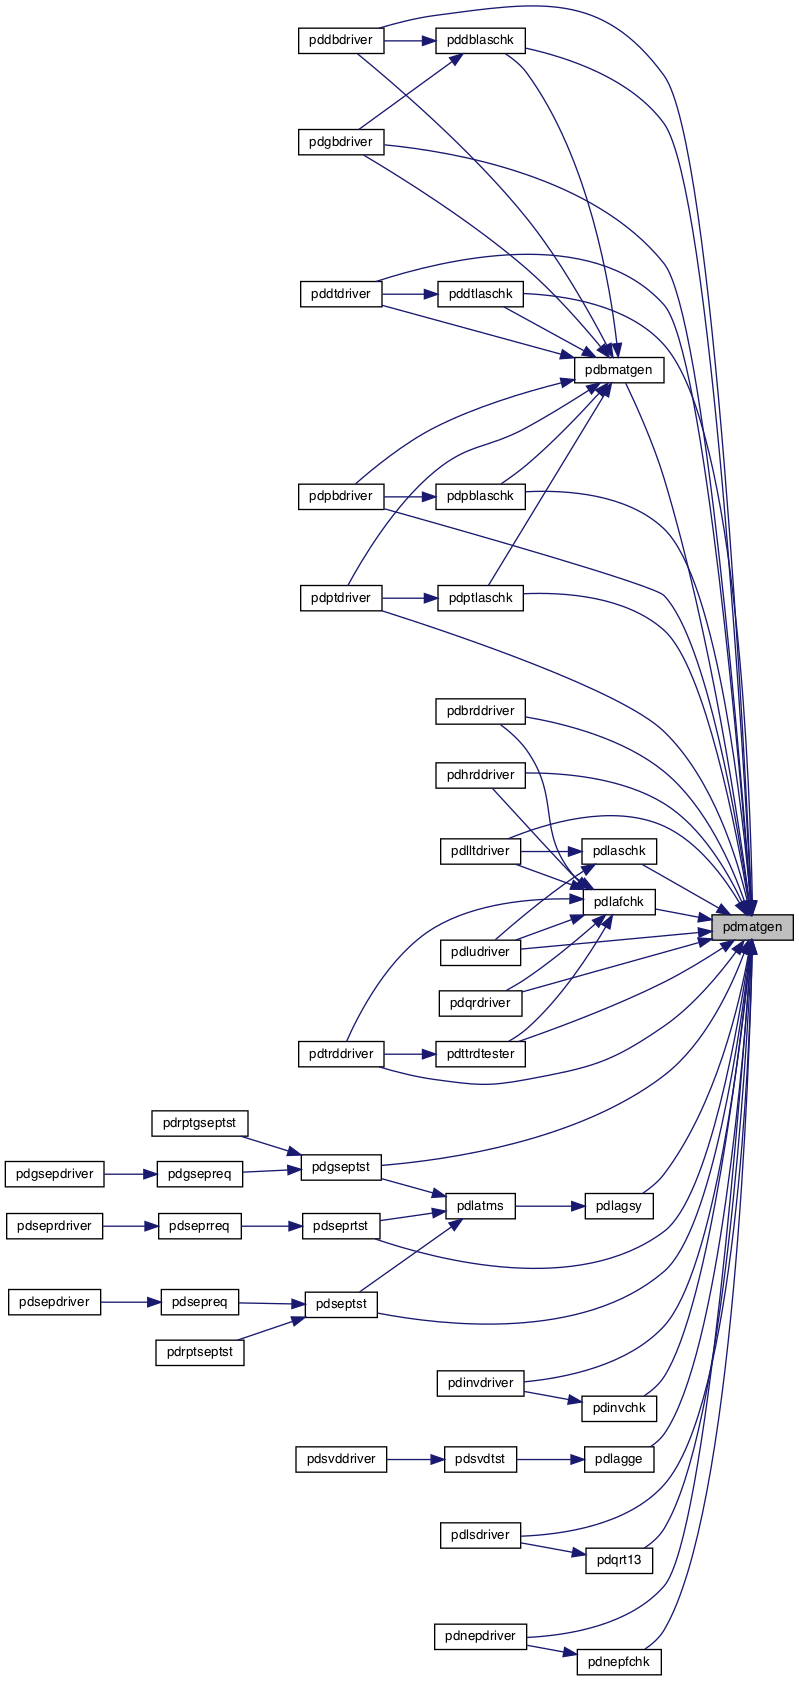 pddbdriver
pddblaschk
pdgbdriver
pddtdriver
pddtlaschk
pdbmatgen
pdpbdriver
pdpblaschk
pdptdriver
pdptlaschk
pdbrddriver
pdhrddriver
pdlltdriver
pdlaschk
pdlafchk
pdmatgen
pdludriver
pdqrdriver
pdtrddriver
pdttrdtester
pdrptgseptst
pdgsepdriver
pdgsepreq
pdgseptst
pdlatms
pdlagsy
pdseprdriver
pdseprreq
pdseprtst
pdsepdriver
pdsepreq
pdseptst
pdrptseptst
pdinvdriver
pdinvchk
pdsvddriver
pdsvdtst
pdlagge
pdlsdriver
pdqrt13
pdnepdriver
pdnepfchk